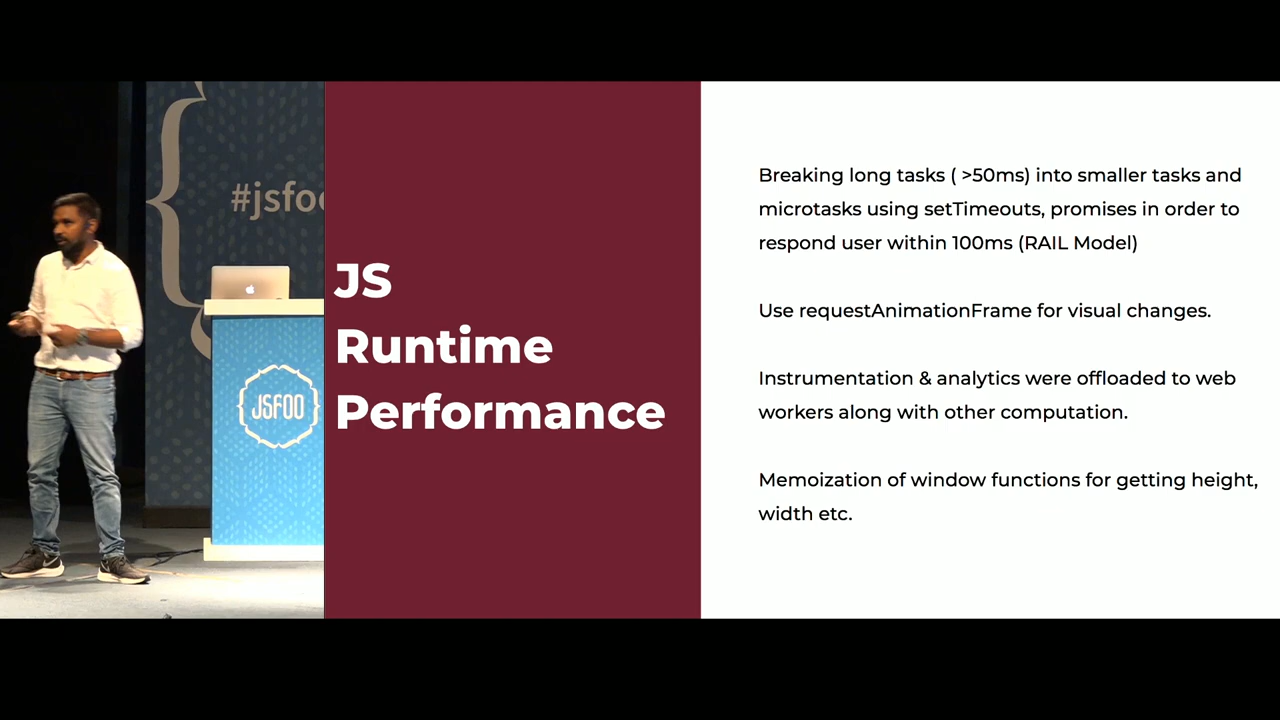 #jsfoo
JSFOO
JS
Runtime
Performance
Breaking long tasks ( >50ms) into smaller tasks and
microtasks using setTimeouts, promises in order to
respond user within 100ms (RAIL Model)
Use requestAnimationFrame for visual changes.
Instrumentation & analytics were offloaded to web
workers along with other computation.
Memoization of window functions for getting height,
width etc.